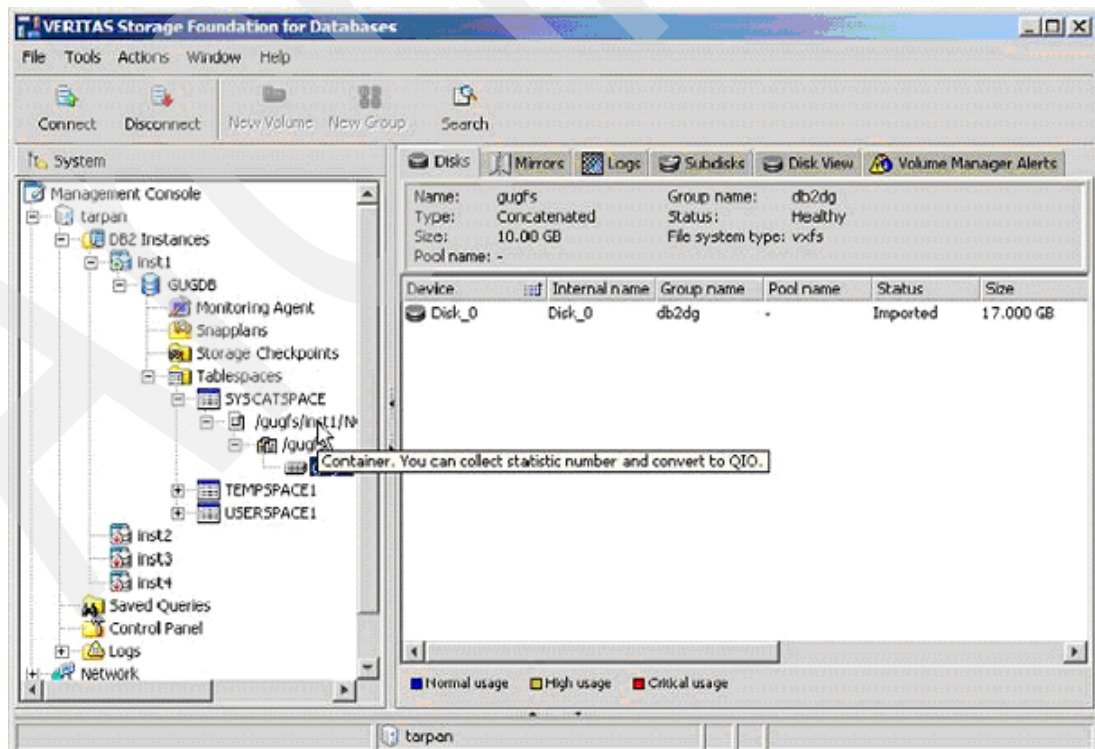 VERITAS Storage Foundation for Databases
File Tools Actions Window Help
Connect Disconnect New Volume New Group Search
System
Management Console
tarpan
DB2 Instances
inst1
GUGDB
Monitoring Agent
Snapplans
Storage Checkpoints
Tablespaces
SYSCATSPACE
/gugfs/inst1/N
/gugfs
Container. You can collect statistic number and convert to QIO.
TEMPSPACE1
USERSPACE1
inst2
inst3
inst4
Saved Queries
Control Panel
Logs
Network
Disks Mirrors Logs Subdisks Disk View Volume Manager Alerts
Name: gugfs Group name: db2dg
Type: Concatenated Status: Healthy
Size: 10.00 GB File system type: vxfs
Pool name: -
Device Internal name Group name Pool name Status Size
Disk_0 Disk_0 db2dg - Imported 17.000 GB
Normal usage High usage Critical usage
tarpan